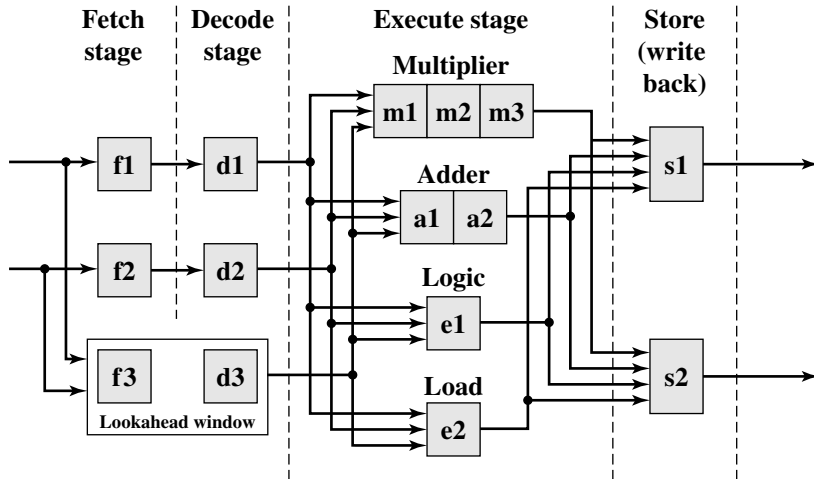 Fetch
stage
Decode
stage
Execute stage
Store
(write
back)
Multiplier
m1 m2 m3
f1 d1 s1
Adder
a1 a2
f2 d2
Logic
e1
f3 d3 s2
Lookahead window
Load
e2